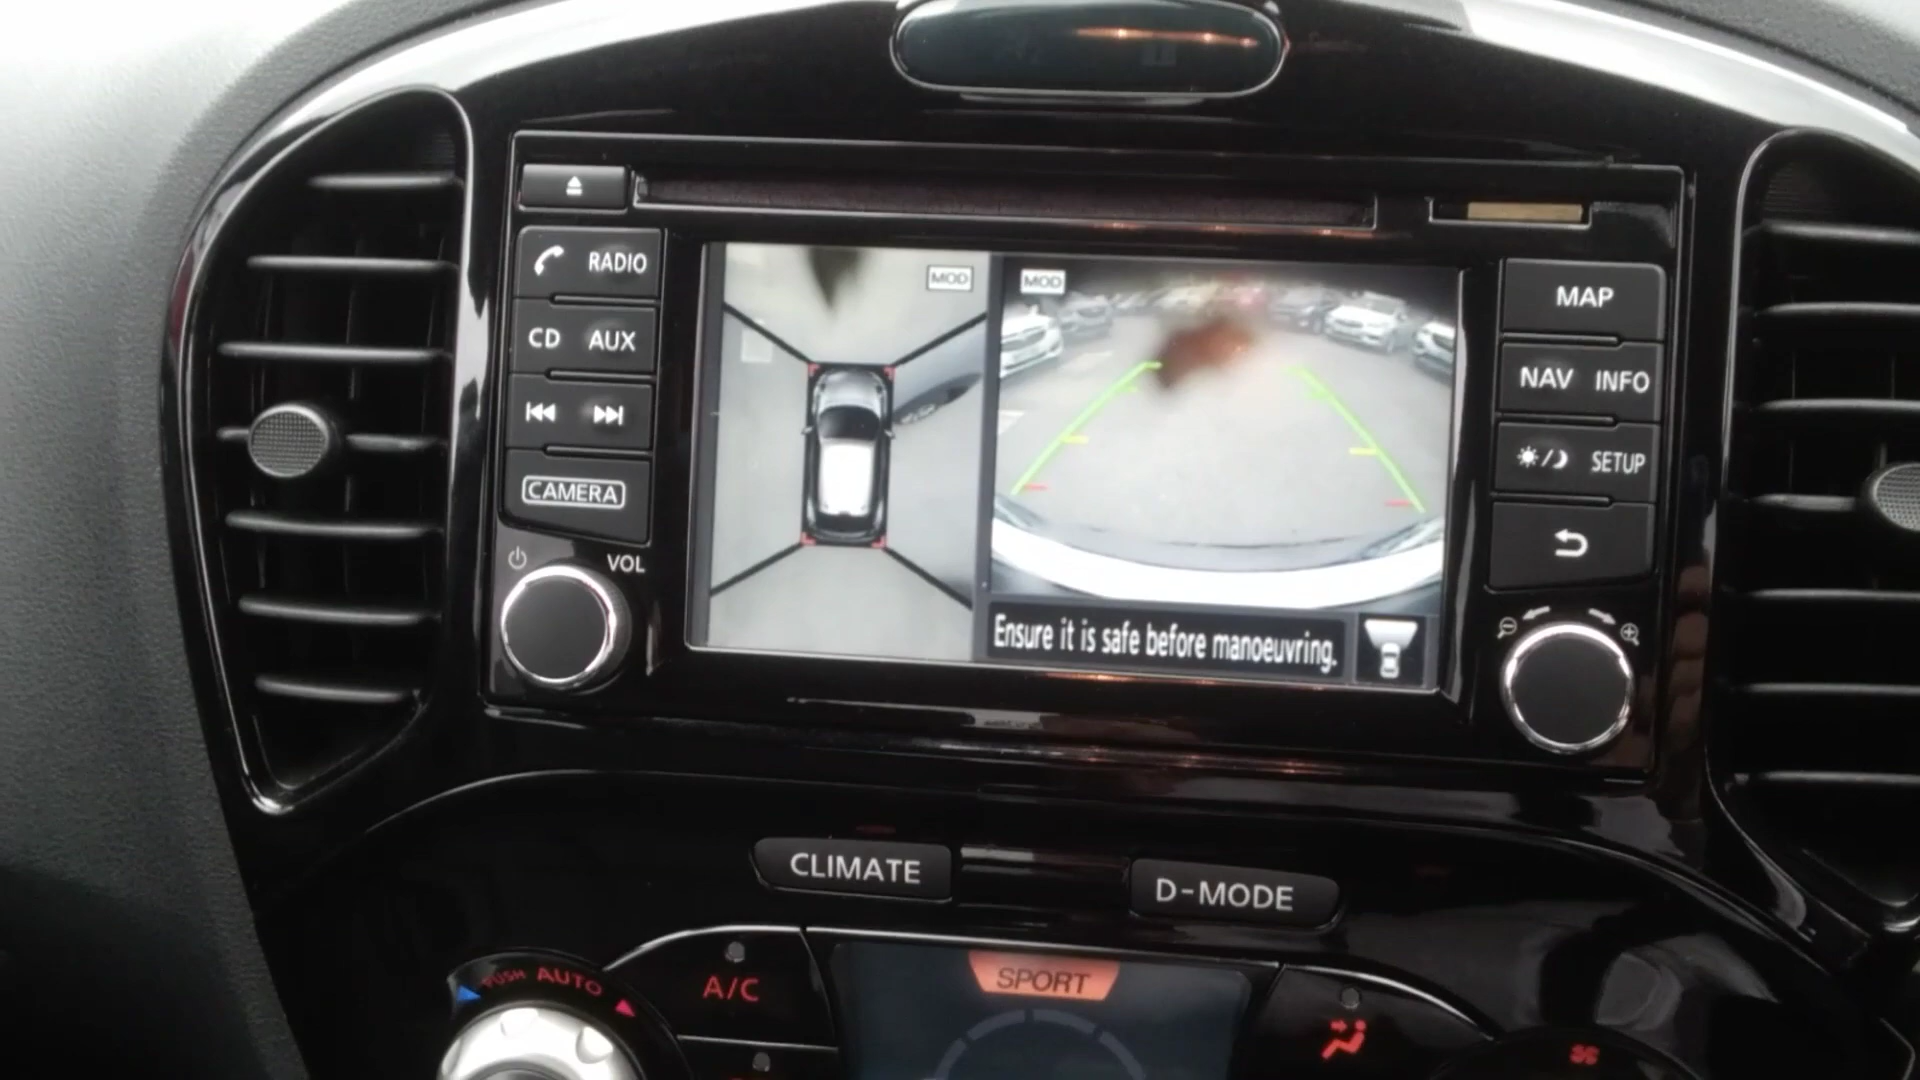 RADIO
CD AUX
CAMERA
VOL
MOD
MOD
Ensure it is safe before manoeuvring.
MAP
NAV INFO
SETUP
CLIMATE
D-MODE
PUSH AUTO
A/C
SPORT